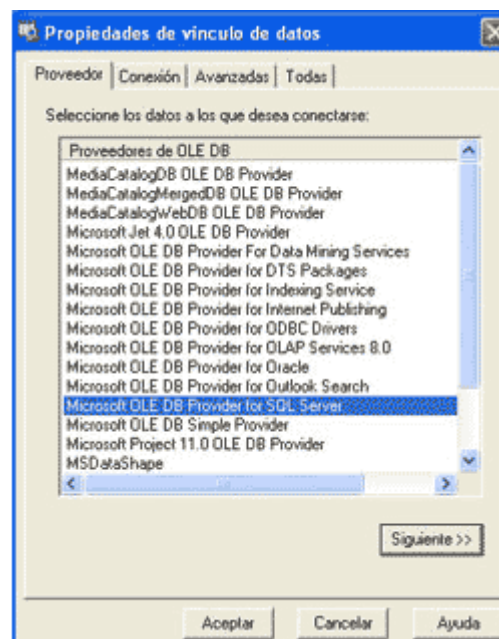 Propiedades de vínculo de datos
Proveedor Conexión Avanzadas Todas
Seleccione los datos a los que desea conectarse:
Proveedores de OLE DB
MediaCatalogDB OLE DB Provider
MediaCatalogMergedDB OLE DB Provider
MediaCatalogWebDB OLE DB Provider
Microsoft Jet 4.0 OLE DB Provider
Microsoft OLE DB Provider For Data Mining Services
Microsoft OLE DB Provider for DTS Packages
Microsoft OLE DB Provider for Indexing Service
Microsoft OLE DB Provider for Internet Publishing
Microsoft OLE DB Provider for ODBC Drivers
Microsoft OLE DB Provider for OLAP Services 8.0
Microsoft OLE DB Provider for Oracle
Microsoft OLE DB Provider for Outlook Search
Microsoft OLE DB Provider for SQL Server
Microsoft OLE DB Simple Provider
Microsoft Project 11.0 OLE DB Provider
MSDataShape
Siguiente >>
Aceptar Cancelar Ayuda